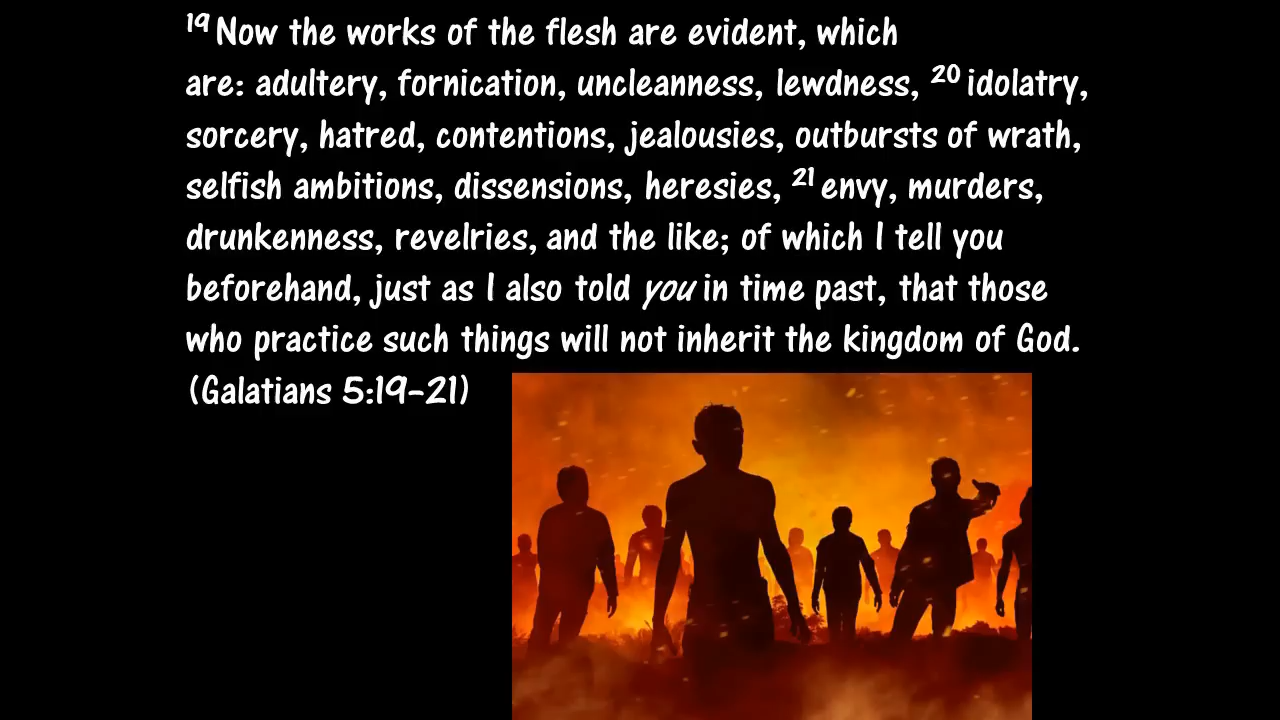 19 Now the works of the flesh are evident, which
are: adultery, fornication, uncleanness, lewdness, 20 idolatry,
sorcery, hatred, contentions, jealousies, outbursts of wrath,
selfish ambitions, dissensions, heresies, 21 envy, murders,
drunkenness, revelries, and the like; of which I tell you
beforehand, just as I also told you in time past, that those
who practice such things will not inherit the kingdom of God.
(Galatians 5:19-21)